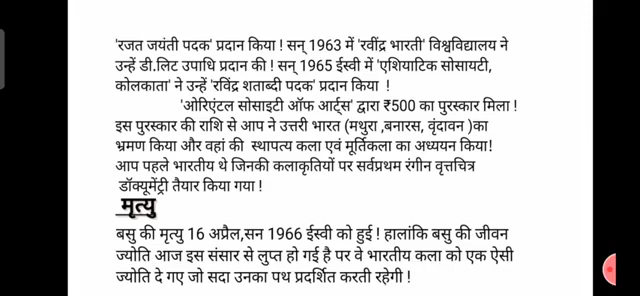 'रजत जयंती पदक' प्रदान किया ! सन् 1963 में 'रवींद्र भारती' विश्वविद्यालय ने
उन्हें डी.लिट उपाधि प्रदान की ! सन् 1965 ईस्वी में 'एशियाटिक सोसायटी,
कोलकाता' ने उन्हें 'रविंद्र शताब्दी पदक' प्रदान किया !
'ओरिएंटल सोसाइटी ऑफ आर्ट्स' द्वारा ₹500 का पुरस्कार मिला !
इस पुरस्कार की राशि से आप ने उत्तरी भारत (मथुरा ,बनारस, वृंदावन )का
भ्रमण किया और वहां की स्थापत्य कला एवं मूर्तिकला का अध्ययन किया!
आप पहले भारतीय थे जिनकी कलाकृतियों पर सर्वप्रथम रंगीन वृत्तचित्र
डॉक्यूमेंट्री तैयार किया गया !
मृत्यु
बसु की मृत्यु 16 अप्रैल,सन 1966 ईस्वी को हुई ! हालांकि बसु की जीवन
ज्योति आज इस संसार से लुप्त हो गई है पर वे भारतीय कला को एक ऐसी
ज्योति दे गए जो सदा उनका पथ प्रदर्शित करती रहेगी !